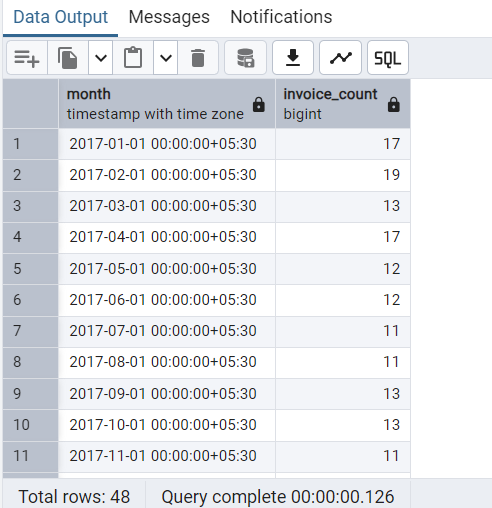 Data Output Messages Notifications
SQL
month invoice_count
timestamp with time zone bigint
1 2017-01-01 00:00:00+05:30 17
2 2017-02-01 00:00:00+05:30 19
3 2017-03-01 00:00:00+05:30 13
4 2017-04-01 00:00:00+05:30 17
5 2017-05-01 00:00:00+05:30 12
6 2017-06-01 00:00:00+05:30 12
7 2017-07-01 00:00:00+05:30 11
8 2017-08-01 00:00:00+05:30 11
9 2017-09-01 00:00:00+05:30 13
10 2017-10-01 00:00:00+05:30 13
11 2017-11-01 00:00:00+05:30 11
Total rows: 48 Query complete 00:00:00.126